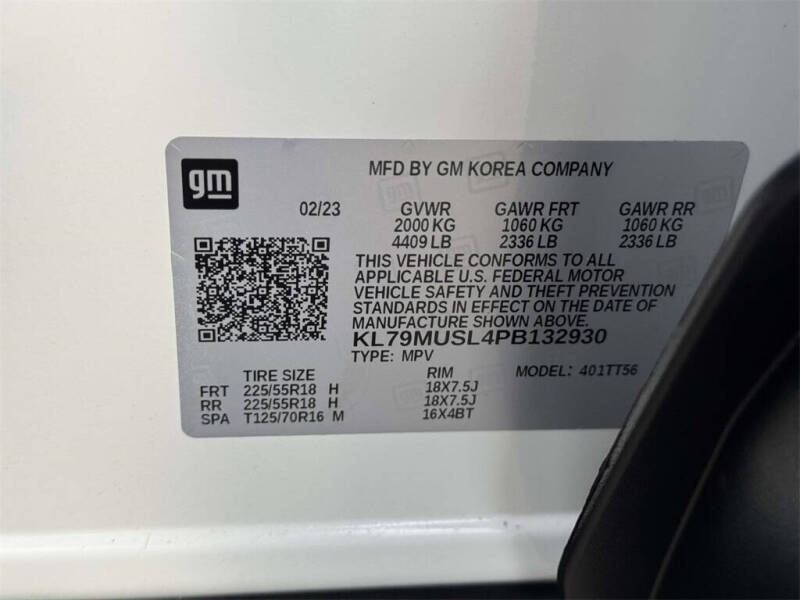 gm
MFD BY GM KOREA COMPANY
02/23 GVWR GAWR FRT GAWR RR
2000 KG 1060 KG 1060 KG
4409 LB 2336 LB 2336 LB
THIS VEHICLE CONFORMS TO ALL
APPLICABLE U.S. FEDERAL MOTOR
VEHICLE SAFETY AND THEFT PREVENTION
STANDARDS IN EFFECT ON THE DATE OF
MANUFACTURE SHOWN ABOVE.
KL79MUSL4PB132930
TYPE: MPV MODEL: 401TT56
TIRE SIZE RIM
FRT 225/55R18 H 18X7.5J
RR 225/55R18 H 18X7.5J
SPA T125/70R16 M 16X4BT